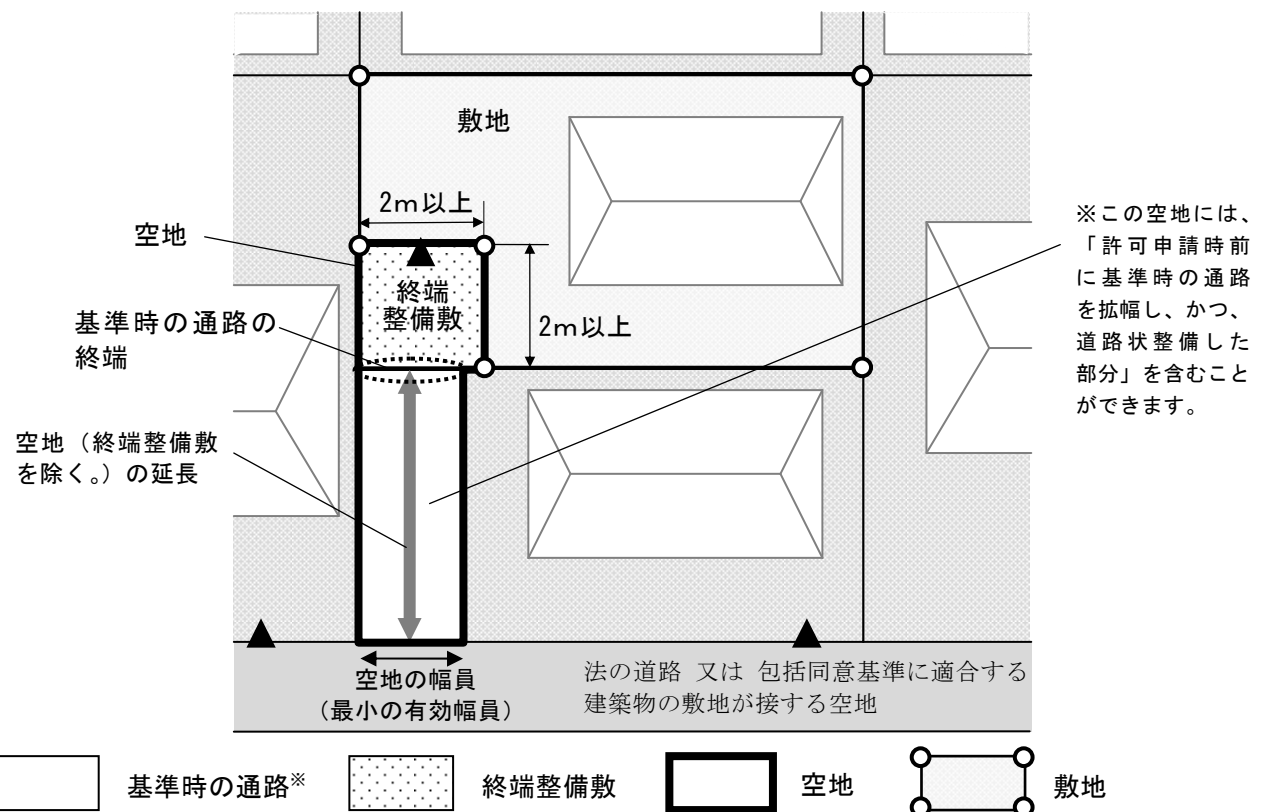 敷地
2m以上
空地
終端
整備敷
2m以上
基準時の通路の
終端
空地（終端整備敷
を除く。）の延長
※この空地には、
「許可申請時前
に基準時の通路
を拡幅し、かつ、
道路状整備した
部分」を含むこと
ができます。
空地の幅員
（最小の有効幅員）
法の道路 又は 包括同意基準に適合する
建築物の敷地が接する空地
基準時の通路※
終端整備敷
空地
敷地